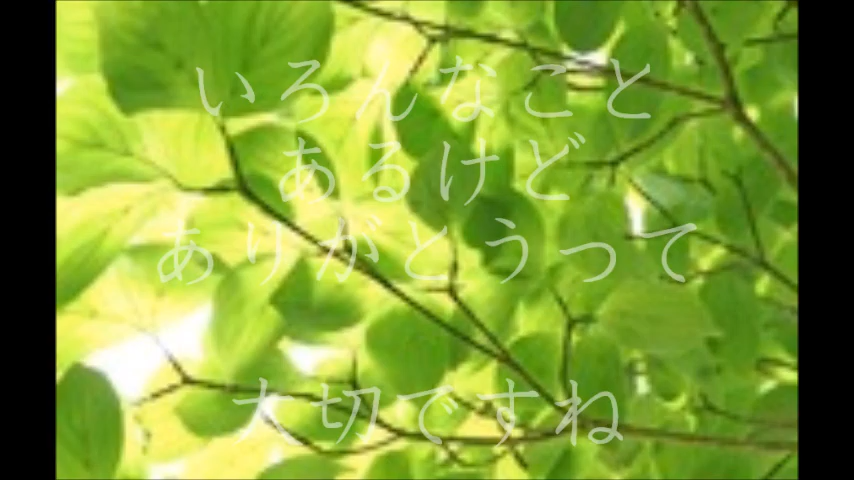 いろんなこと
あるけど
ありがとうって
大切ですね